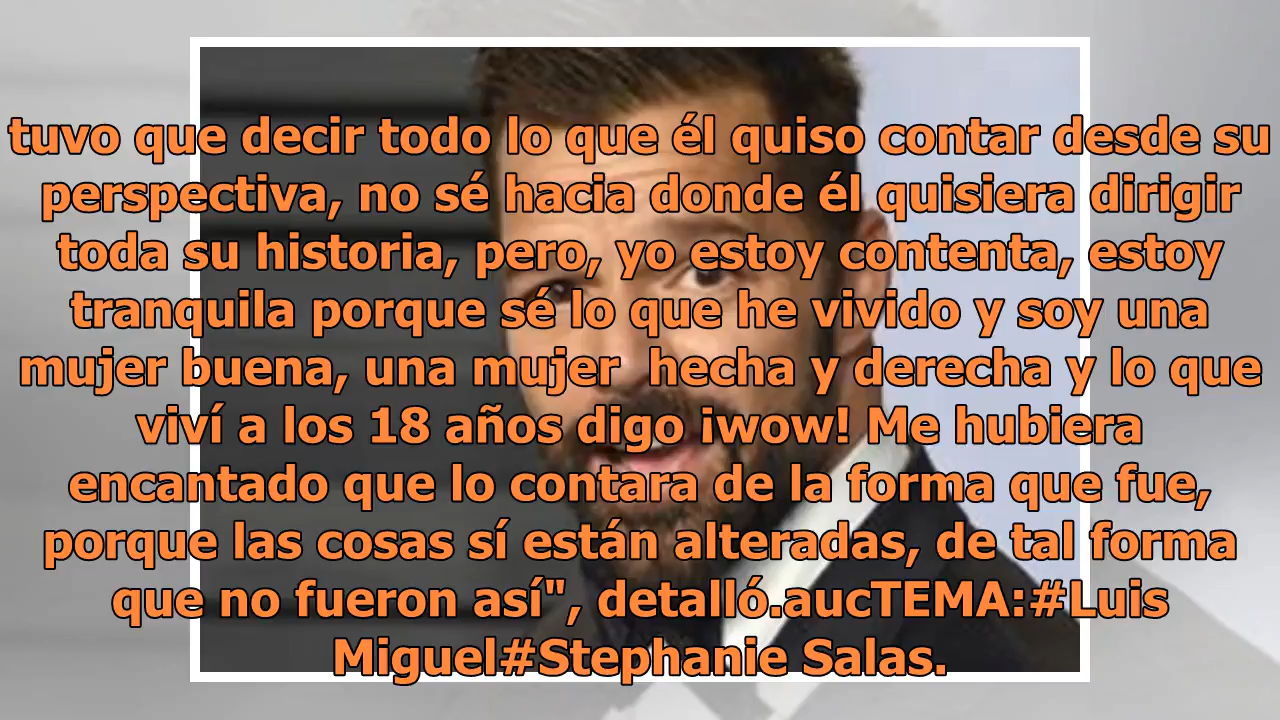 tuvo que decir todo lo que él quiso contar desde su
perspectiva, no sé hacia donde él quisiera dirigir
toda su historia, pero, yo estoy contenta, estoy
tranquila porque sé lo que he vivido y soy una
mujer buena, una mujer  hecha y derecha y lo que
viví a los 18 años digo ¡wow! Me hubiera
encantado que lo contara de la forma que fue,
porque las cosas sí están alteradas, de tal forma
que no fueron así", detalló.aucTEMA:#Luis
Miguel#Stephanie Salas.